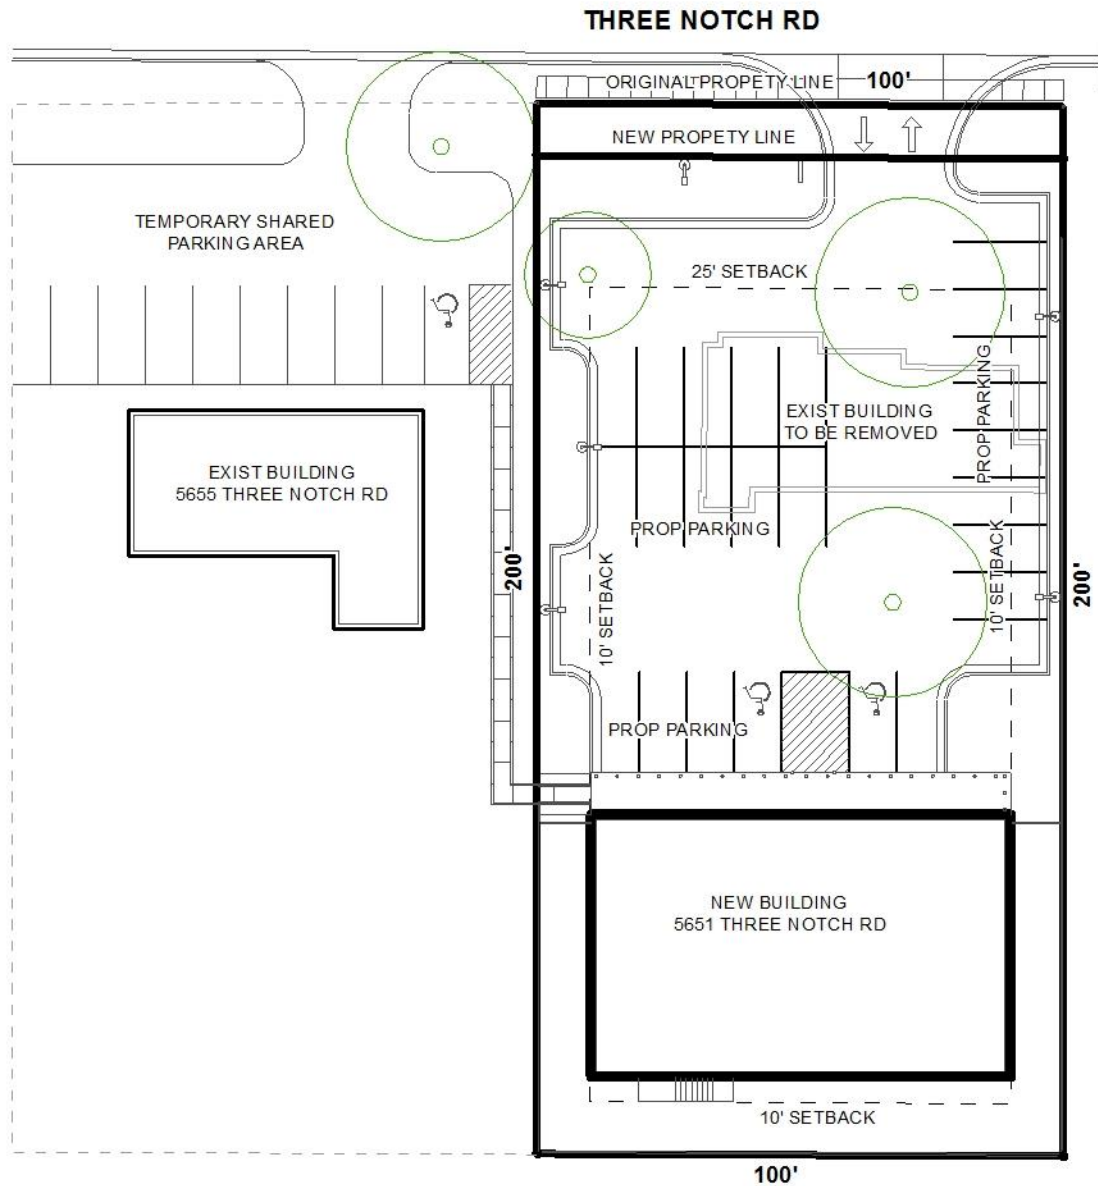 THREE NOTCH RD
ORIGINAL PROPETY LINE
100'
NEW PROPETY LINE
TEMPORARY SHARED
PARKING AREA
25' SETBACK
PROP PARKING
EXIST BUILDING
TO BE REMOVED
EXIST BUILDING
5655 THREE NOTCH RD
PROP PARKING
200'
10' SETBACK
10' SETBACK
200'
PROP PARKING
NEW BUILDING
5651 THREE NOTCH RD
10' SETBACK
100'